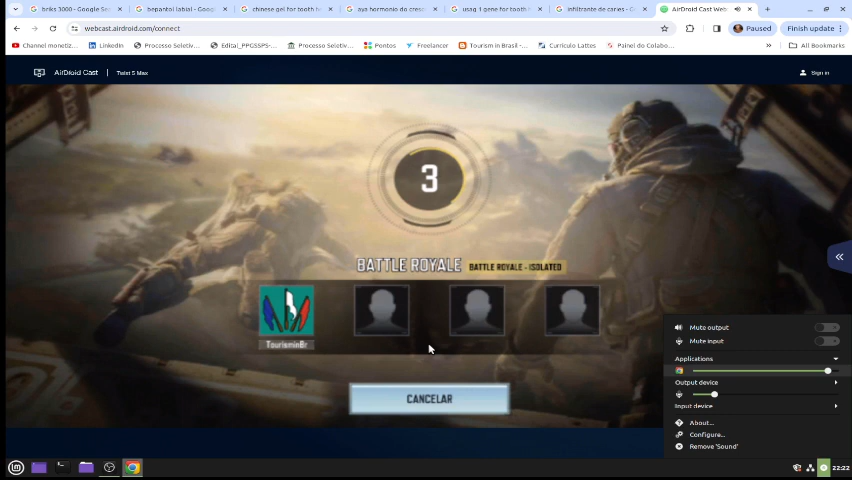 briks 3000 - Google Sea
bepantol labial - Googl
chinese gel for tooth b
aya hormonio do cresc
usag 1 gene for tooth
infiltrante de caries - G
AirDroid Cast Web
webcast.airdroid.com/connect
Paused
Finish update
Channel monetiz...
LinkedIn
Processo Seletiv...
Edital_PPGSSPS-...
Processo Seletiv...
Pontos
Freelancer
Tourism in Brasil -...
Currículo Lattes
Painel do Colabo...
All Bookmarks
AirDroid Cast
Twist 5 Max
Sign in
3
BATTLE ROYALE
BATTLE ROYALE - ISOLATED
TourisminBr
CANCELAR
Mute output
Mute input
Applications
Output device
Input device
About...
Configure...
Remove 'Sound'
22:22